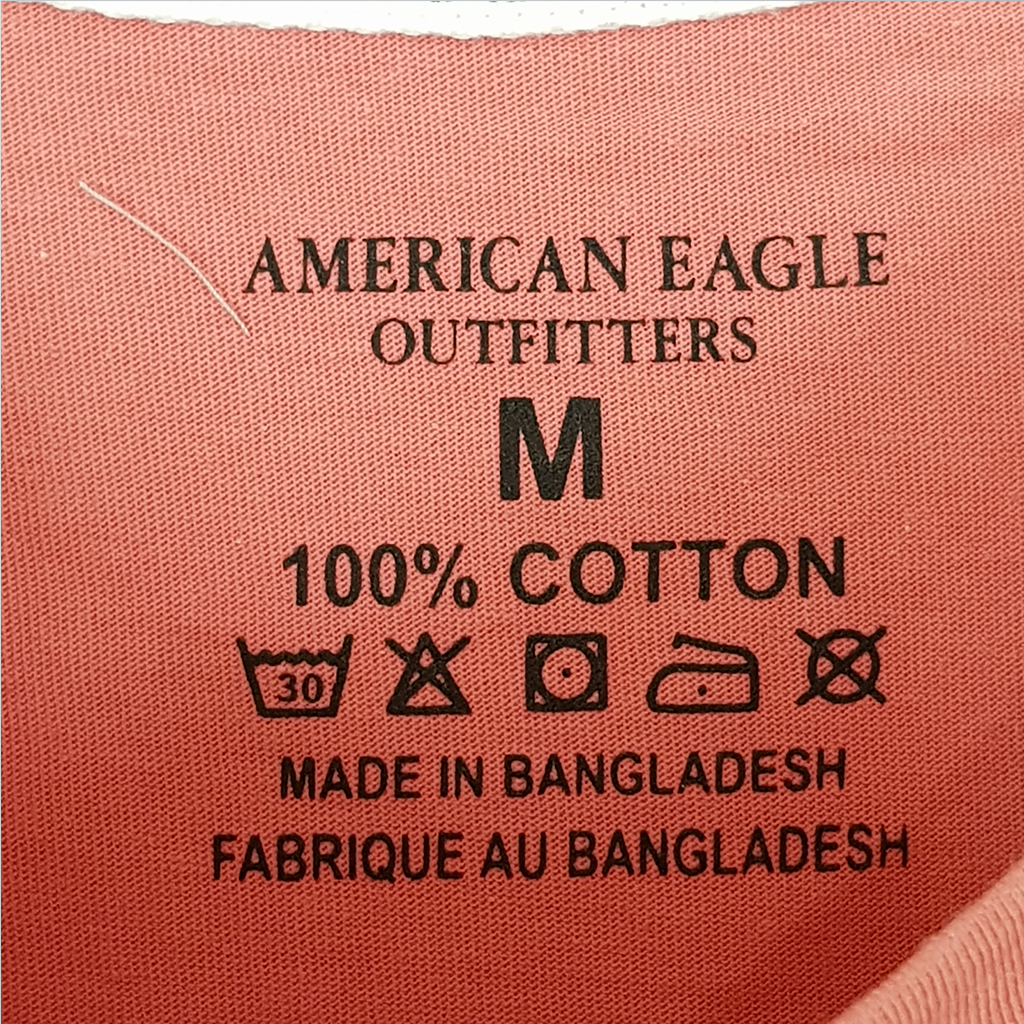 AMERICAN EAGLE
OUTFITTERS
M
100% COTTON
30
MADE IN BANGLADESH
FABRIQUE AU BANGLADESH